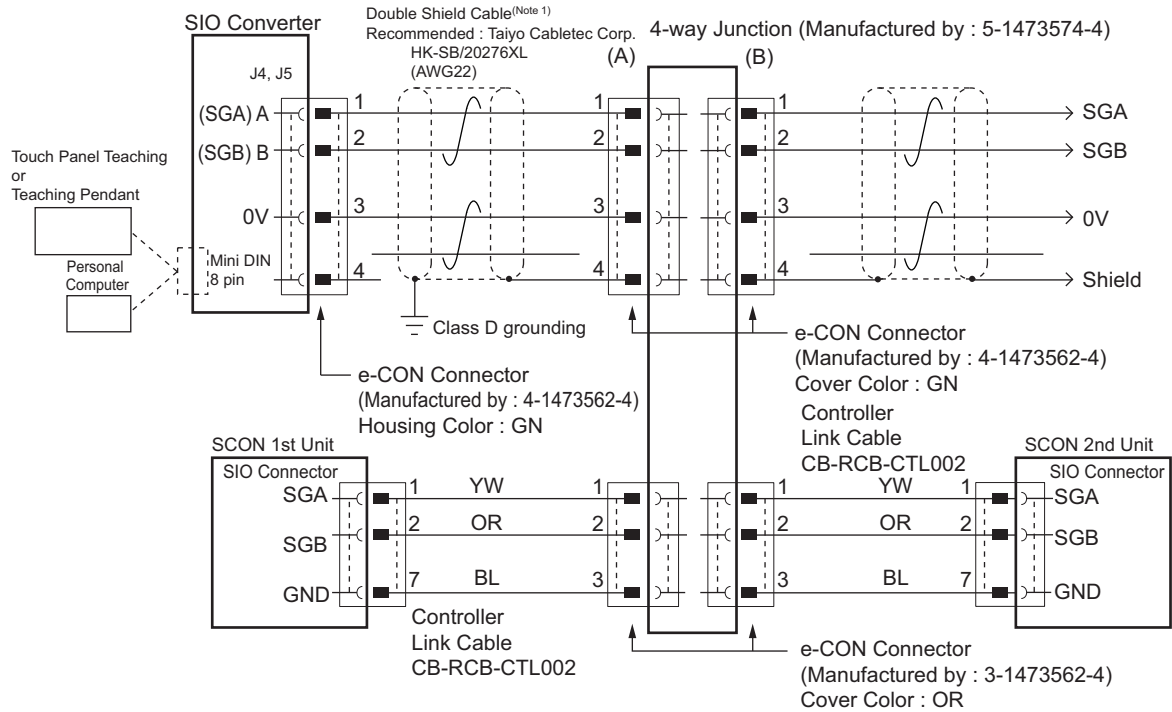 SIO Converter
Double Shield Cable(Note 1)
Recommended : Taiyo Cabletec Corp.
HK-SB/20276XL
(AWG22)
4-way Junction (Manufactured by : 5-1473574-4)
(A)
(B)
J4, J5
(SGA) A
(SGB) B
0V
Mini DIN
8 pin
1
2
3
4
1
2
3
4
1
2
3
4
SGA
SGB
0V
Shield
Touch Panel Teaching
or
Teaching Pendant
Personal
Computer
Class D grounding
e-CON Connector
(Manufactured by : 4-1473562-4)
Housing Color : GN
e-CON Connector
(Manufactured by : 4-1473562-4)
Cover Color : GN
Controller
Link Cable
CB-RCB-CTL002
SCON 1st Unit
SIO Connector
SGA
SGB
GND
1
2
7
YW
OR
BL
1
2
3
1
2
3
YW
OR
BL
1
2
7
SCON 2nd Unit
SIO Connector
SGA
SGB
GND
Controller
Link Cable
CB-RCB-CTL002
e-CON Connector
(Manufactured by : 3-1473562-4)
Cover Color : OR